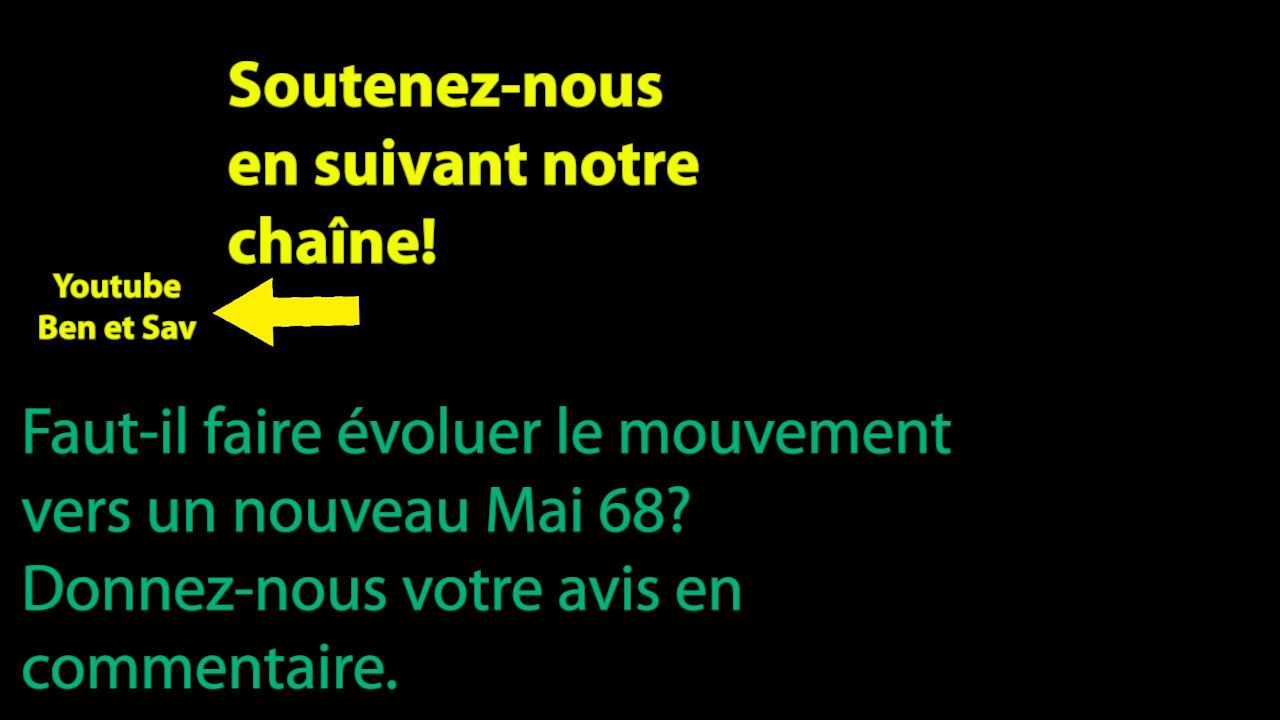 Soutenez-nous
en suivant notre
chaîne!
Youtube
Ben et Sav
Faut-il faire évoluer le mouvement
vers un nouveau Mai 68?
Donnez-nous votre avis en
commentaire.